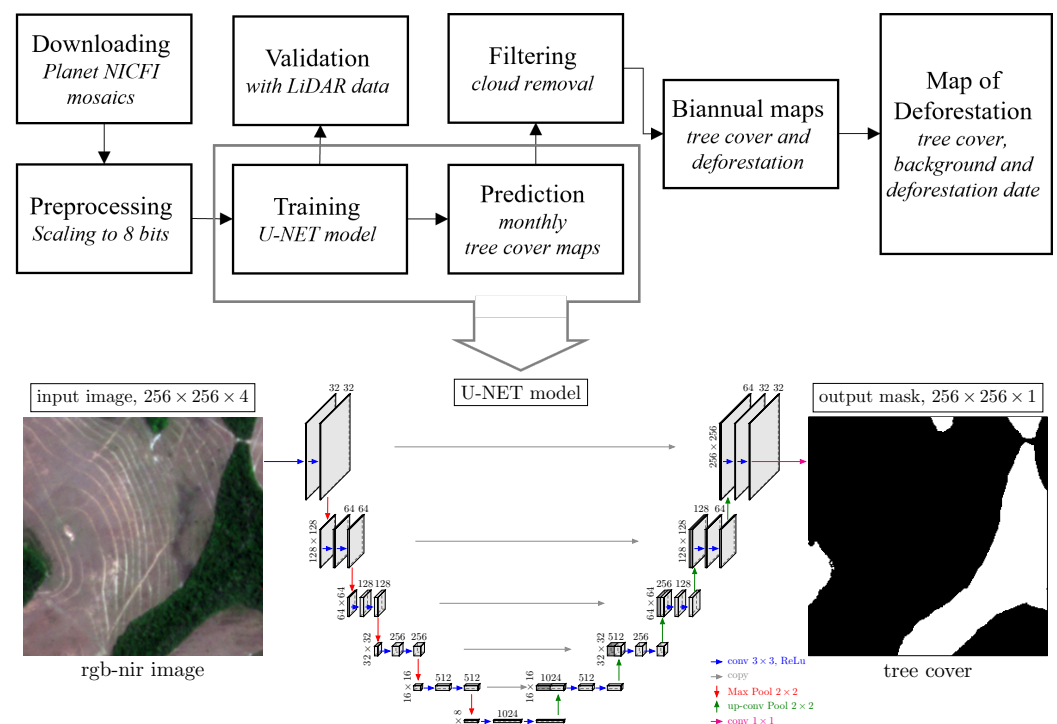 Downloading
Planet NICFI
mosaics
Validation
with LiDAR data
Filtering
cloud removal
Biannual maps
tree cover and
deforestation
Map of
Deforestation
tree cover,
background and
deforestation date
Preprocessing
Scaling to 8 bits
Training
U-NET model
Prediction
monthly
tree cover maps
U-NET model
input image, 256 × 256 × 4
output mask, 256 × 256 × 1
32 32
64 32 32
256 × 256
64 64
128 × 128
128 64
128 × 128
128 128
64 × 64
256 128
64 × 64
256 256
32 × 32
512 256
32 × 32
512 512
16 × 16
1024 512
16 × 16
1024
× 8
rgb-nir image
tree cover
conv 3 × 3, ReLu
copy
Max Pool 2 × 2
up-conv Pool 2 × 2
conv 1 × 1